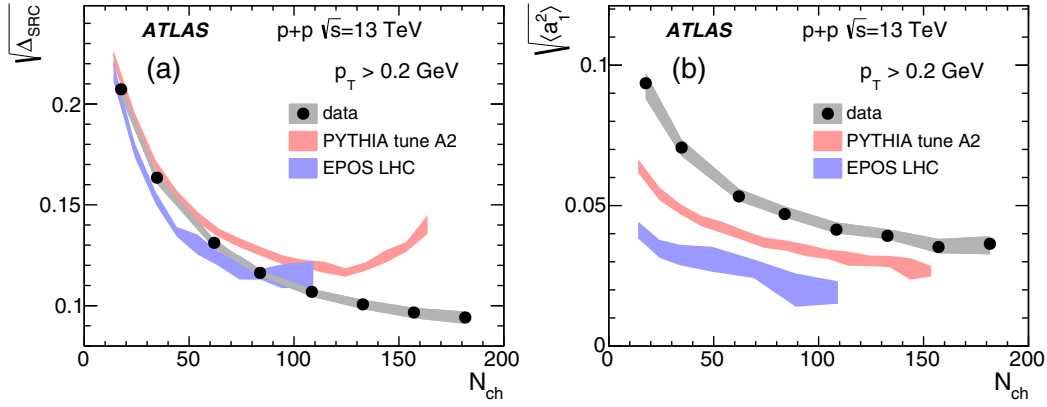 √Δ_SRC
ATLAS p+p √s=13 TeV
(a)
p_T > 0.2 GeV
data
PYTHIA tune A2
EPOS LHC
0.2
0.15
0.1
0 50 100 150 200
N_ch
√⟨a_1^2⟩
ATLAS p+p √s=13 TeV
(b)
p_T > 0.2 GeV
data
PYTHIA tune A2
EPOS LHC
0.1
0.05
0
0 50 100 150 200
N_ch